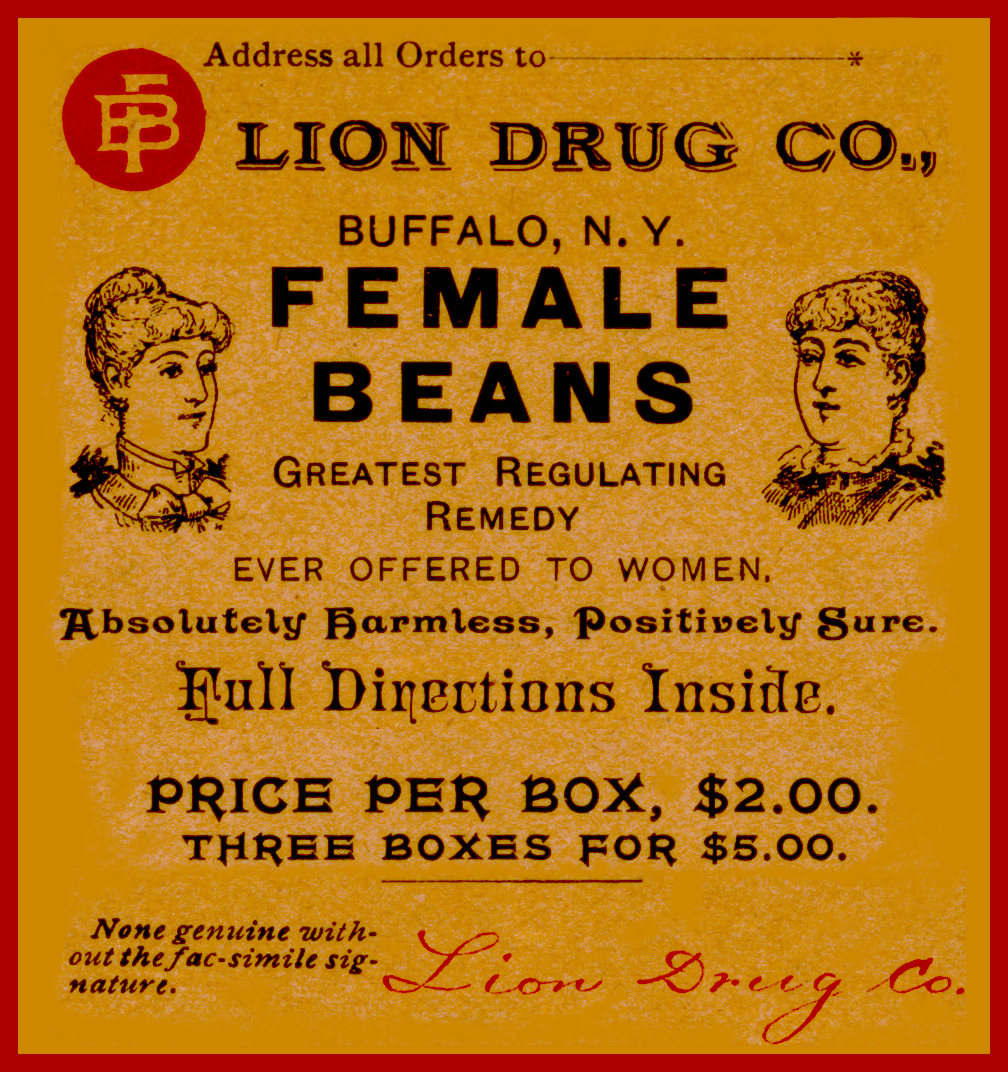 Address all Orders to *
LION DRUG CO.,
BUFFALO, N. Y.
FEMALE
BEANS
GREATEST REGULATING
REMEDY
EVER OFFERED TO WOMEN,
Absolutely Harmless, Positively Sure.
Full Directions Inside.
PRICE PER BOX, $2.00.
THREE BOXES FOR $5.00.
None genuine with-
out the fac-simile sig-
nature.
Lion Drug Co.